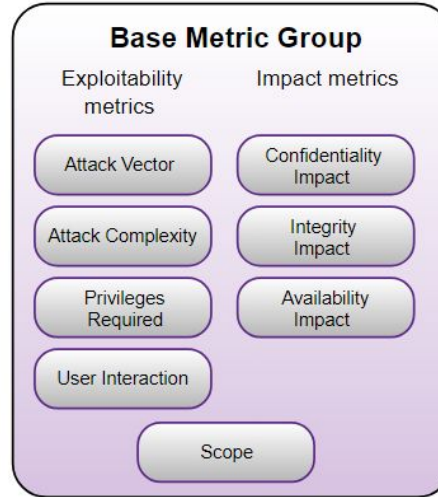 Base Metric Group
Exploitability
metrics
Impact metrics
Attack Vector
Attack Complexity
Privileges
Required
User Interaction
Confidentiality
Impact
Integrity
Impact
Availability
Impact
Scope